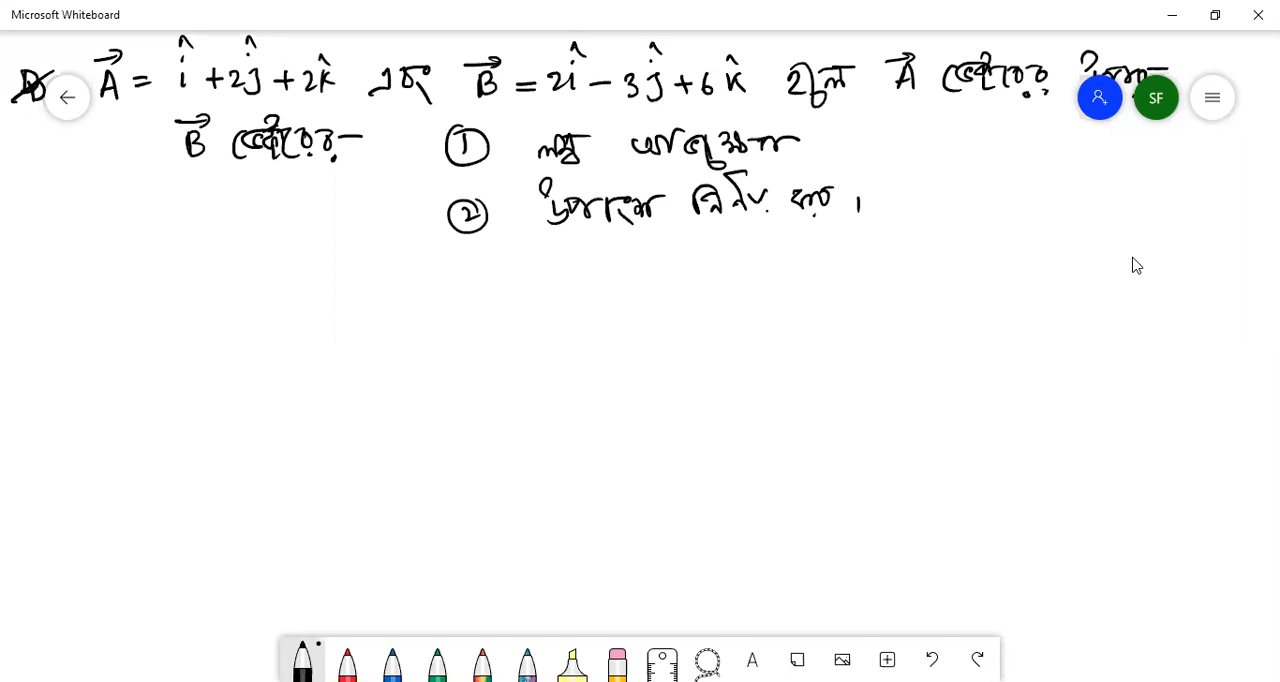 Microsoft Whiteboard
A⃗ = î + 2ĵ + 2k̂ এবং B⃗ = 2î - 3ĵ + 6k̂ হলে A⃗ ভেক্টরের উপর
SF
B⃗ ভেক্টরের ① লম্ব অভিক্ষেপ
② উপাংশ নির্ণয় কর।